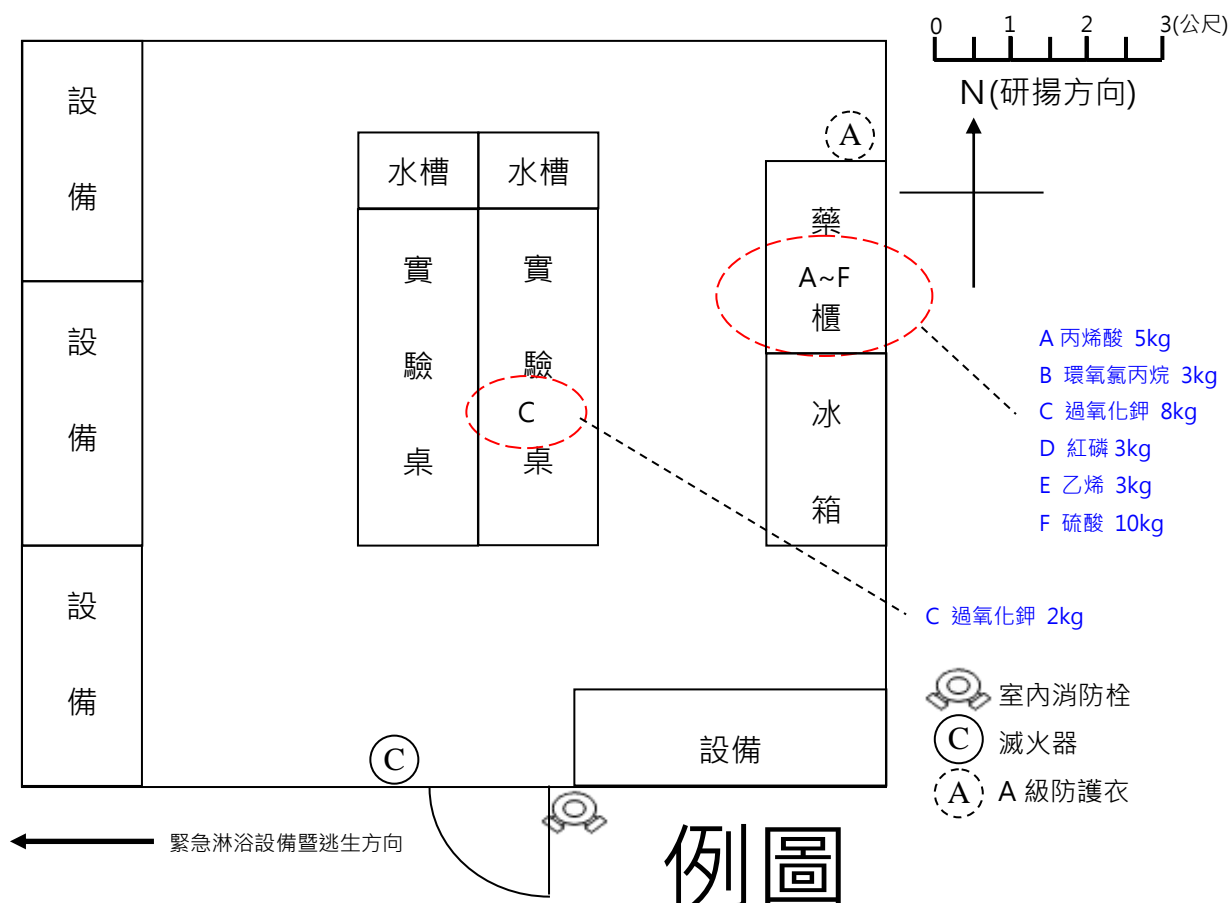 0 1 2 3(公尺)
N(研揚方向)
設備
A
水槽
水槽
藥櫃
A~F
實驗桌
實驗桌
設備
A 丙烯酸 5kg
B 環氧氯丙烷 3kg
C 過氧化鉀 8kg
D 紅磷 3kg
E 乙烯 3kg
F 硫酸 10kg
C
冰箱
設備
C 過氧化鉀 2kg
室內消防栓
C 滅火器
A A 級防護衣
設備
C
緊急淋浴設備暨逃生方向
例圖